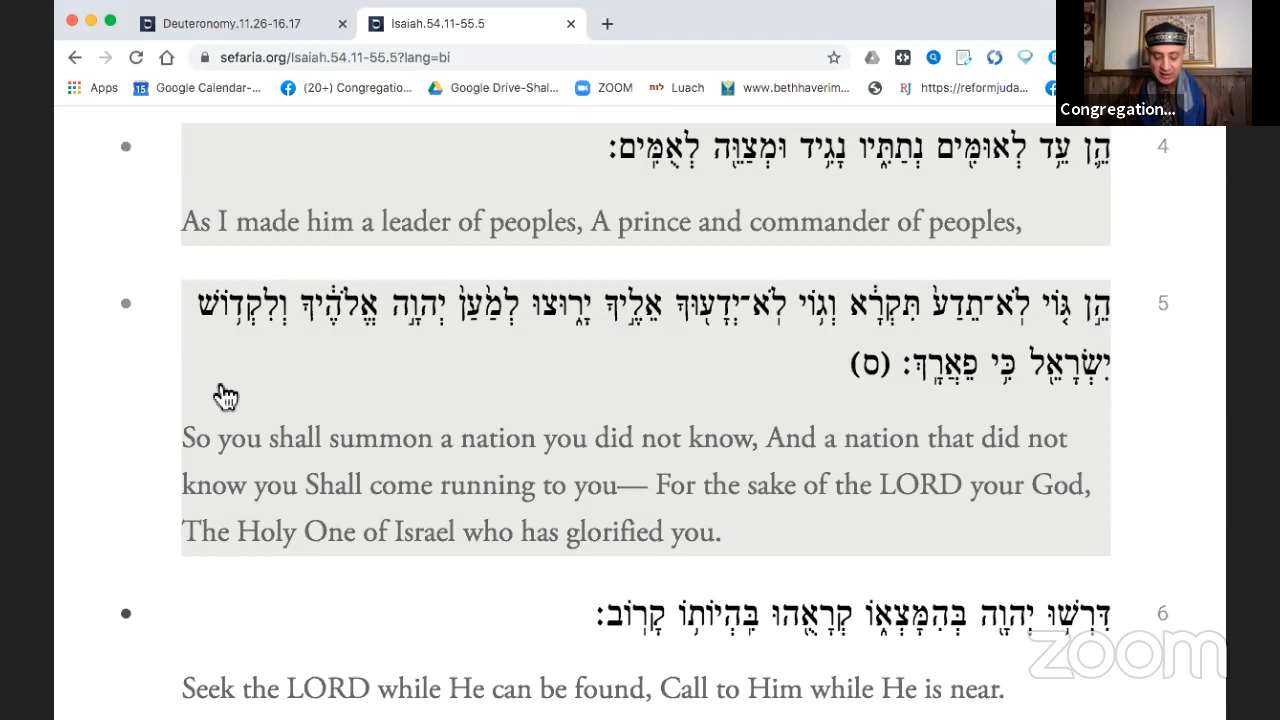 Deuteronomy.11.26-16.17
Isaiah.54.11-55.5
sefaria.org/Isaiah.54.11-55.5?lang=bi
Apps Google Calendar-... (20+) Congregatio... Google Drive-Shal... ZOOM Luach www.bethhaverim... https://reformjuda...
Congregation...
הֵ֛ן עֵ֥ד לְאוּמִּ֖ים נְתַתִּ֑יו נָגִ֥יד וּמְצַוֵּ֖ה לְאֻמִּֽים׃ 4
As I made him a leader of peoples, A prince and commander of peoples,
הֵ֣ן גּ֤וֹי לֹֽא־תֵדַע֙ תִּקְרָ֔א וְג֥וֹי לֹֽא־יְדָע֖וּךָ אֵלֶ֣יךָ יָר֑וּצוּ לְמַ֙עַן֙ יְהוָ֣ה אֱלֹהֶ֔יךָ וְלִקְד֥וֹשׁ 5
יִשְׂרָאֵ֖ל כִּ֥י פֵאֲרָֽךְ׃ (ס)
So you shall summon a nation you did not know, And a nation that did not
know you Shall come running to you— For the sake of the LORD your God,
The Holy One of Israel who has glorified you.
דִּרְשׁ֥וּ יְהוָ֖ה בְּהִמָּצְא֑וֹ קְרָאֻ֖הוּ בִּֽהְיוֹת֥וֹ קָרֽוֹב׃ 6
zoom
Seek the LORD while He can be found, Call to Him while He is near.